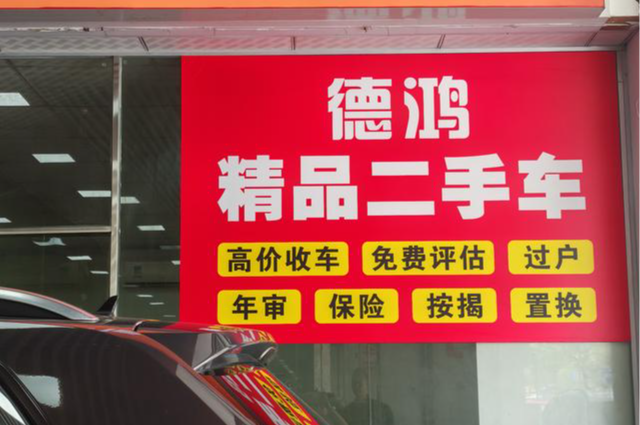 德鸿
精品二手车
高价收车 免费评估 过户
年审 保险 按揭 置换